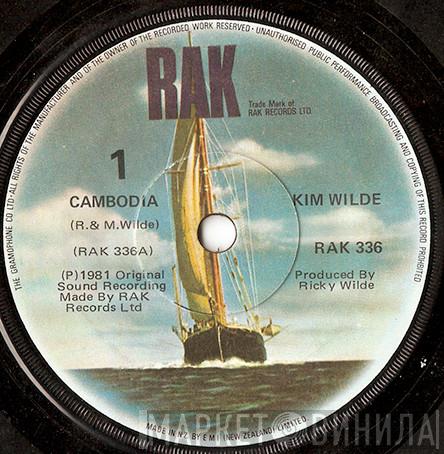 THE GRAMOPHONE CO LTD·ALL RIGHTS OF THE MANUFACTURER AND OF THE OWNER OF THE RECORDED WORK RESERVED·UNAUTHORISED PUBLIC PERFORMANCE BROADCASTING AND COPYING OF THIS RECORD PROHIBITED
RAK
Trade Mark of
RAK RECORDS LTD.
1
CAMBODIA
KIM WILDE
(R.& M.Wilde)
(RAK 336A)
RAK 336
(P)1981 Original
Sound Recording
Made By RAK
Records Ltd
Produced By
Ricky Wilde
MADE IN N.Z. BY E M I (NEW ZEALAND) LIMITED
МАРКЕТ ВИНИЛА